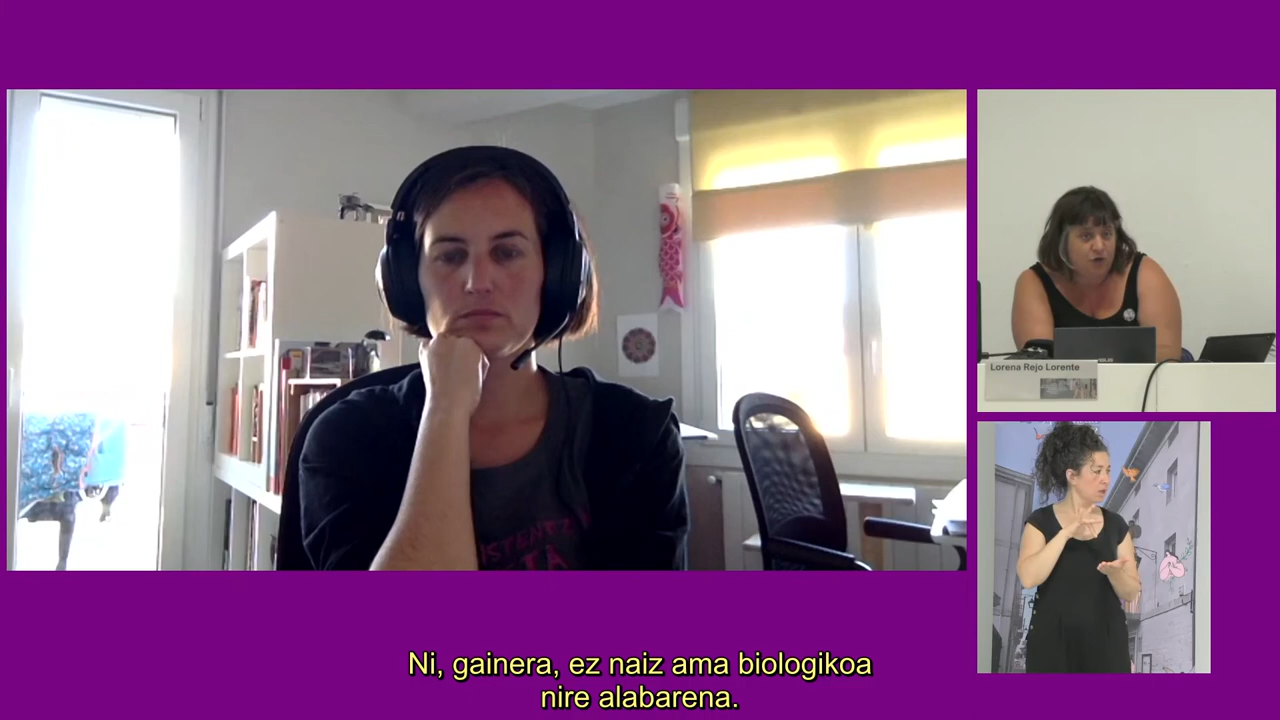 Lorena Rejo Lorente
Ni, gainera, ez naiz ama biologikoa
nire alabarena.